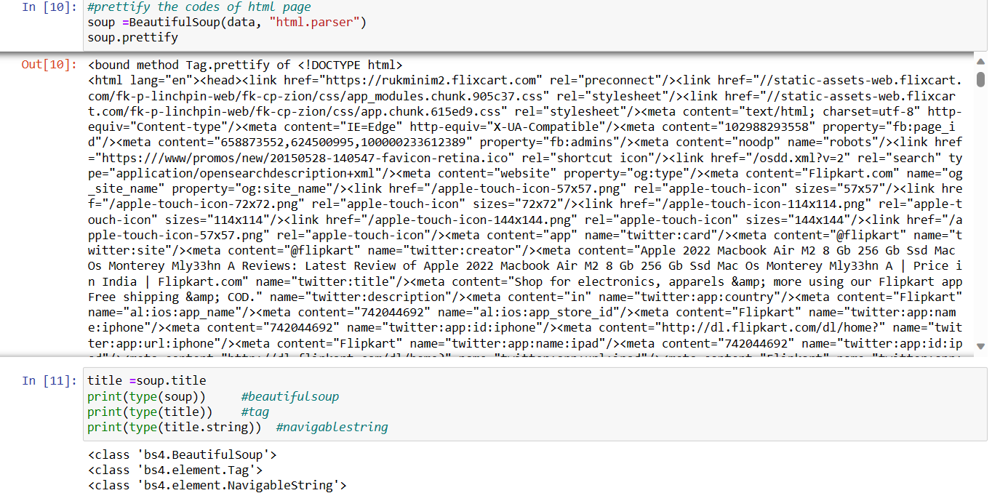 In [10]: #prettify the codes of html page
soup =BeautifulSoup(data, "html.parser")
soup.prettify
Out[10]: <bound method Tag.prettify of <!DOCTYPE html>
<html lang="en"><head><link href="https://rukminim2.flixcart.com" rel="preconnect"/><link href="//static-assets-web.flixcart.
com/fk-p-linchpin-web/fk-cp-zion/css/app_modules.chunk.905c37.css" rel="stylesheet"/><link href="//static-assets-web.flixcar
t.com/fk-p-linchpin-web/fk-cp-zion/css/app.chunk.615ed9.css" rel="stylesheet"/><meta content="text/html; charset=utf-8" http-
equiv="Content-type"/><meta content="IE=Edge" http-equiv="X-UA-Compatible"/><meta content="102988293558" property="fb:page_i
d"/><meta content="658873552,624500995,100000233612389" property="fb:admins"/><meta content="noodp" name="robots"/><link href
="https:///www/promos/new/20150528-140547-favicon-retina.ico" rel="shortcut icon"/><link href="/osdd.xml?v=2" rel="search" ty
pe="application/opensearchdescription+xml"/><meta content="website" property="og:type"/><meta content="Flipkart.com" name="og
_site_name" property="og:site_name"/><link href="/apple-touch-icon-57x57.png" rel="apple-touch-icon" sizes="57x57"/><link hre
f="/apple-touch-icon-72x72.png" rel="apple-touch-icon" sizes="72x72"/><link href="/apple-touch-icon-114x114.png" rel="apple-t
ouch-icon" sizes="114x114"/><link href="/apple-touch-icon-144x144.png" rel="apple-touch-icon" sizes="144x144"/><link href="/a
pple-touch-icon-57x57.png" rel="apple-touch-icon"/><meta content="app" name="twitter:card"/><meta content="@flipkart" name="t
witter:site"/><meta content="@flipkart" name="twitter:creator"/><meta content="Apple 2022 Macbook Air M2 8 Gb 256 Gb Ssd Mac
Os Monterey Mly33hn A Reviews: Latest Review of Apple 2022 Macbook Air M2 8 Gb 256 Gb Ssd Mac Os Monterey Mly33hn A | Price i
n India | Flipkart.com" name="twitter:title"/><meta content="Shop for electronics, apparels &amp; more using our Flipkart app
Free shipping &amp; COD." name="twitter:description"/><meta content="in" name="twitter:app:country"/><meta content="Flipkart"
name="al:ios:app_name"/><meta content="742044692" name="al:ios:app_store_id"/><meta content="Flipkart" name="twitter:app:nam
e:iphone"/><meta content="742044692" name="twitter:app:id:iphone"/><meta content="http://dl.flipkart.com/dl/home?" name="twit
ter:app:url:iphone"/><meta content="Flipkart" name="twitter:app:name:ipad"/><meta content="742044692" name="twitter:app:id:ip
In [11]: title =soup.title
print(type(soup)) #beautifulsoup
print(type(title)) #tag
print(type(title.string)) #navigablestring
<class 'bs4.BeautifulSoup'>
<class 'bs4.element.Tag'>
<class 'bs4.element.NavigableString'>